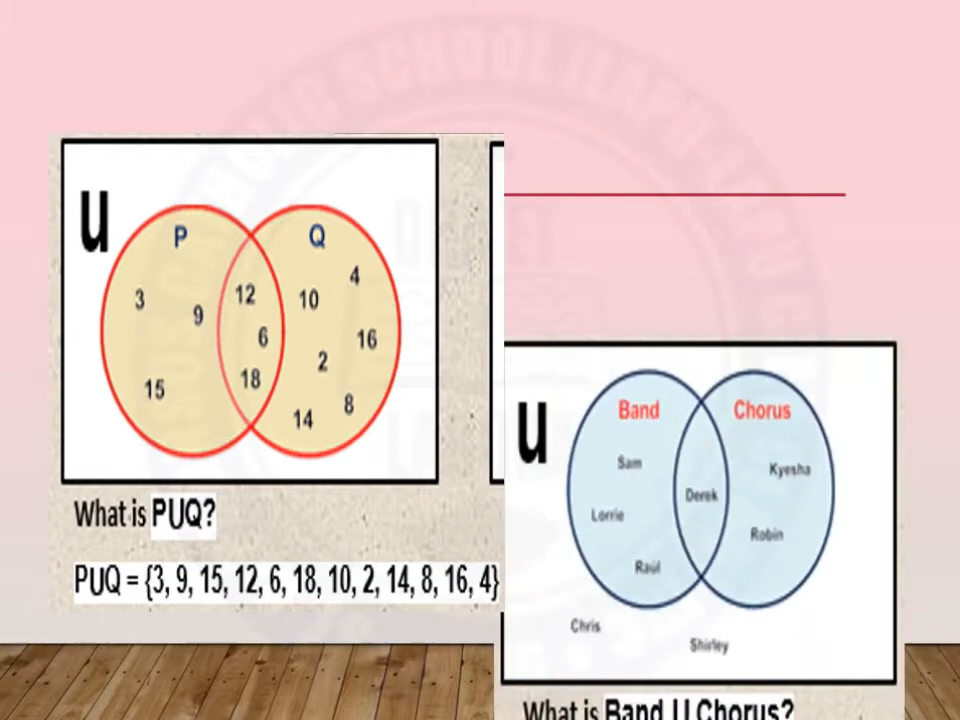 u
P Q
4
3 12 10
9
6 16
2
15 18
8
14
What is PUQ?
PUQ = {3, 9, 15, 12, 6, 18, 10, 2, 14, 8, 16, 4}
u
Band Chorus
Sam Kyesha
Derek
Lorrie
Robin
Raúl
Chris
Shirley
What is Band U Chorus?